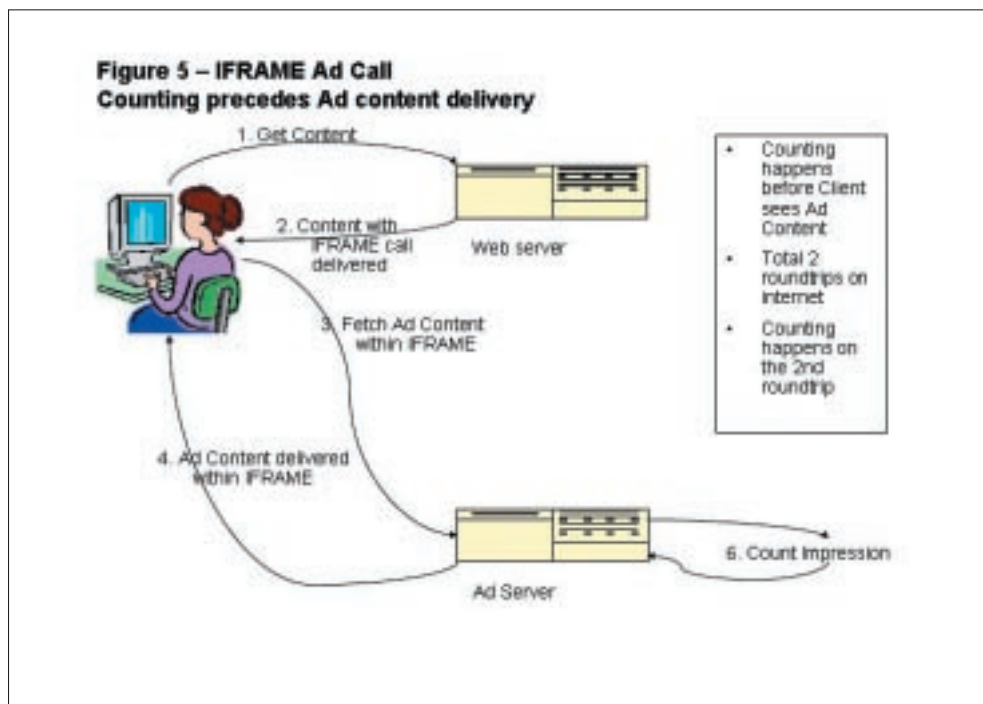 Figure 5 – IFRAME Ad Call
Counting precedes Ad content delivery
1. Get Content
2. Content with
IFRAME call
delivered
Web server
3. Fetch Ad Content
within IFRAME
4. Ad Content delivered
within IFRAME
Ad Server
6. Count Impression
• Counting
happens
before Client
sees Ad
Content
• Total 2
roundtrips on
internet
• Counting
happens on
the 2nd
roundtrip